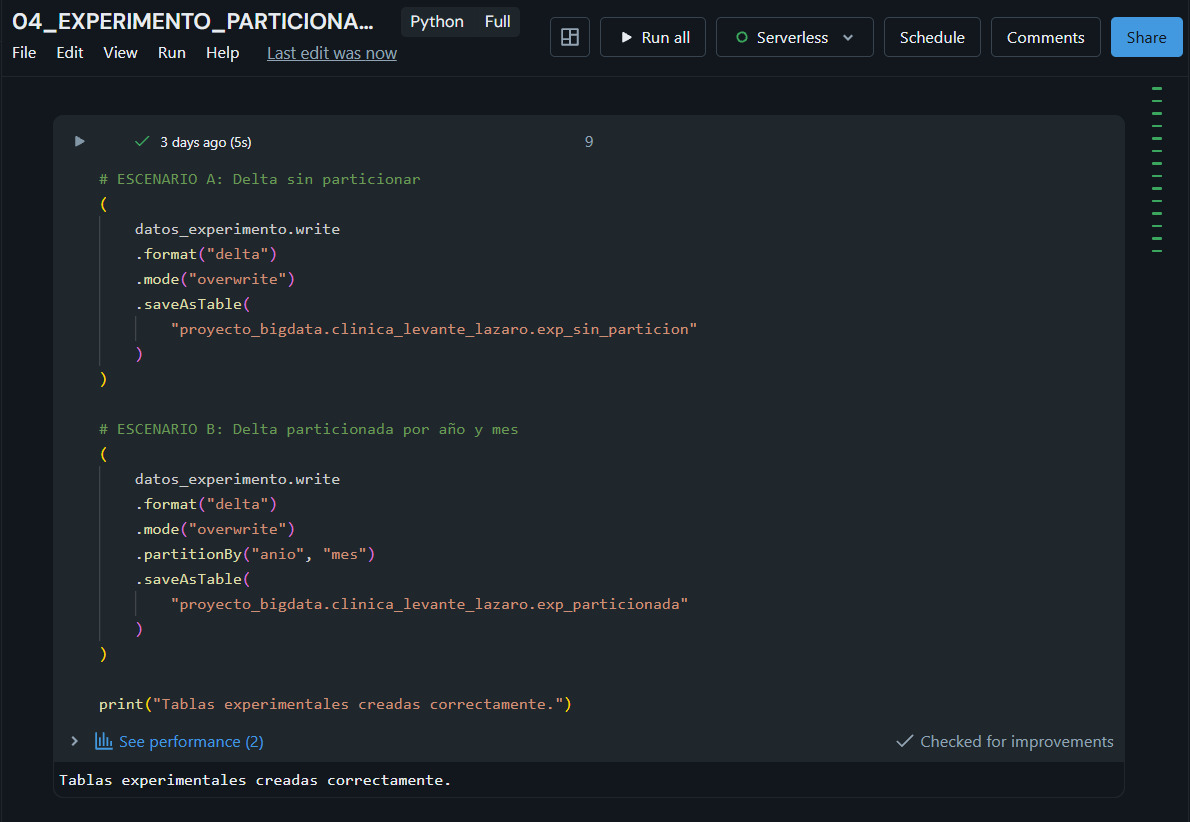 04_EXPERIMENTO_PARTICIONA...
Python Full
File Edit View Run Help Last edit was now
Run all
Serverless
Schedule
Comments
Share
3 days ago (5s)
9
# ESCENARIO A: Delta sin particionar
(
datos_experimento.write
.format("delta")
.mode("overwrite")
.saveAsTable(
"proyecto_bigdata.clinica_levante_lazaro.exp_sin_particion"
)
)
# ESCENARIO B: Delta particionada por año y mes
(
datos_experimento.write
.format("delta")
.mode("overwrite")
.partitionBy("anio", "mes")
.saveAsTable(
"proyecto_bigdata.clinica_levante_lazaro.exp_particionada"
)
)
print("Tablas experimentales creadas correctamente.")
See performance (2)
Checked for improvements
Tablas experimentales creadas correctamente.